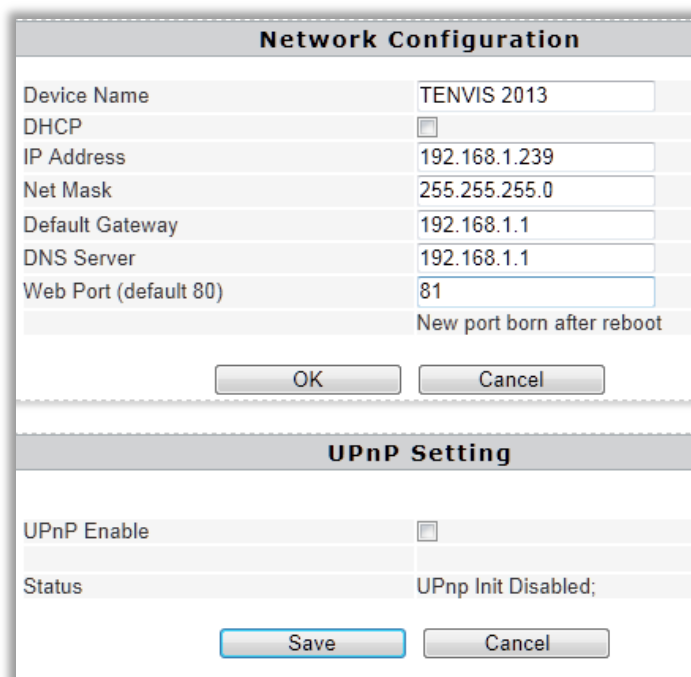 Network Configuration
Device Name TENVIS 2013
DHCP
IP Address 192.168.1.239
Net Mask 255.255.255.0
Default Gateway 192.168.1.1
DNS Server 192.168.1.1
Web Port (default 80) 81
New port born after reboot
OK Cancel
UPnP Setting
UPnP Enable
Status UPnp Init Disabled;
Save Cancel